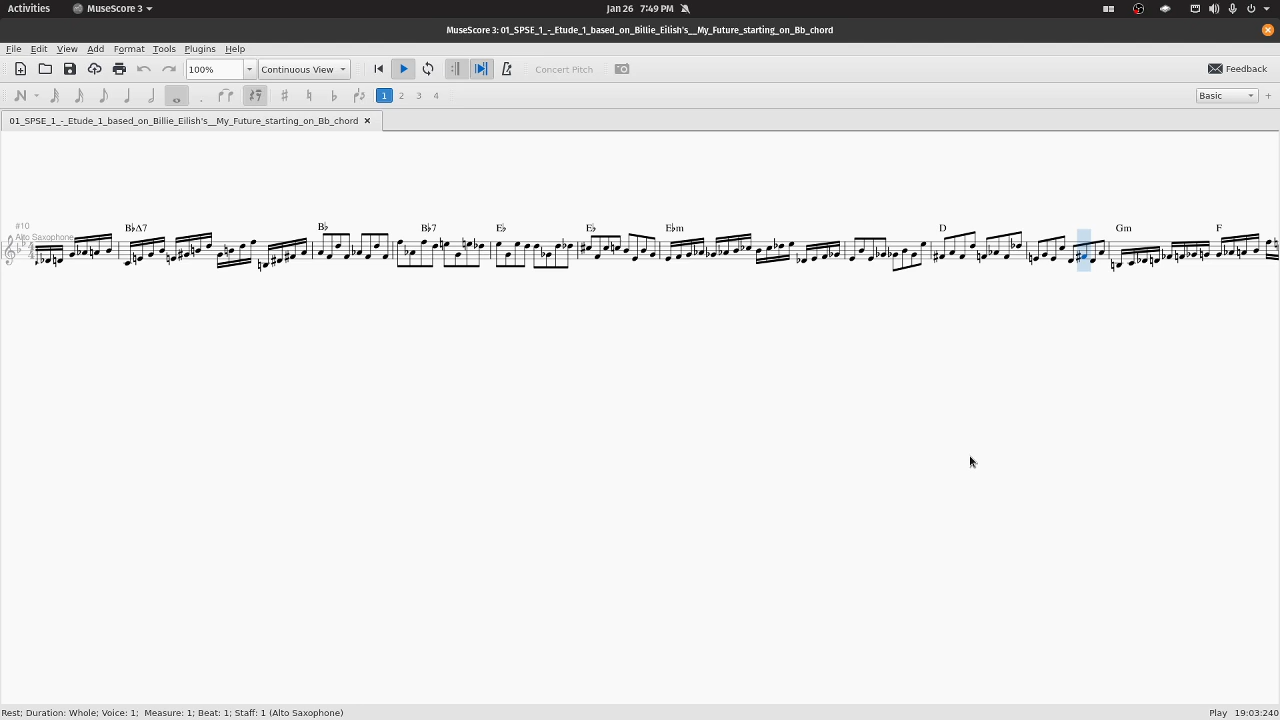 Activities MuseScore 3 Jan 26 7:49 PM
MuseScore 3: 01_SPSE_1_-_Etude_1_based_on_Billie_Eilish's__My_Future_starting_on_Bb_chord
File Edit View Add Format Tools Plugins Help
100% Continuous View Concert Pitch Feedback
1 2 3 4 Basic +
01_SPSE_1_-_Etude_1_based_on_Billie_Eilish's__My_Future_starting_on_Bb_chord
#10
B♭Δ7 B♭ B♭7 E♭ E♭ E♭m D Gm F
Alto Saxophone
Rest; Duration: Whole; Voice: 1; Measure: 1; Beat: 1; Staff: 1 (Alto Saxophone) Play 19:03:240